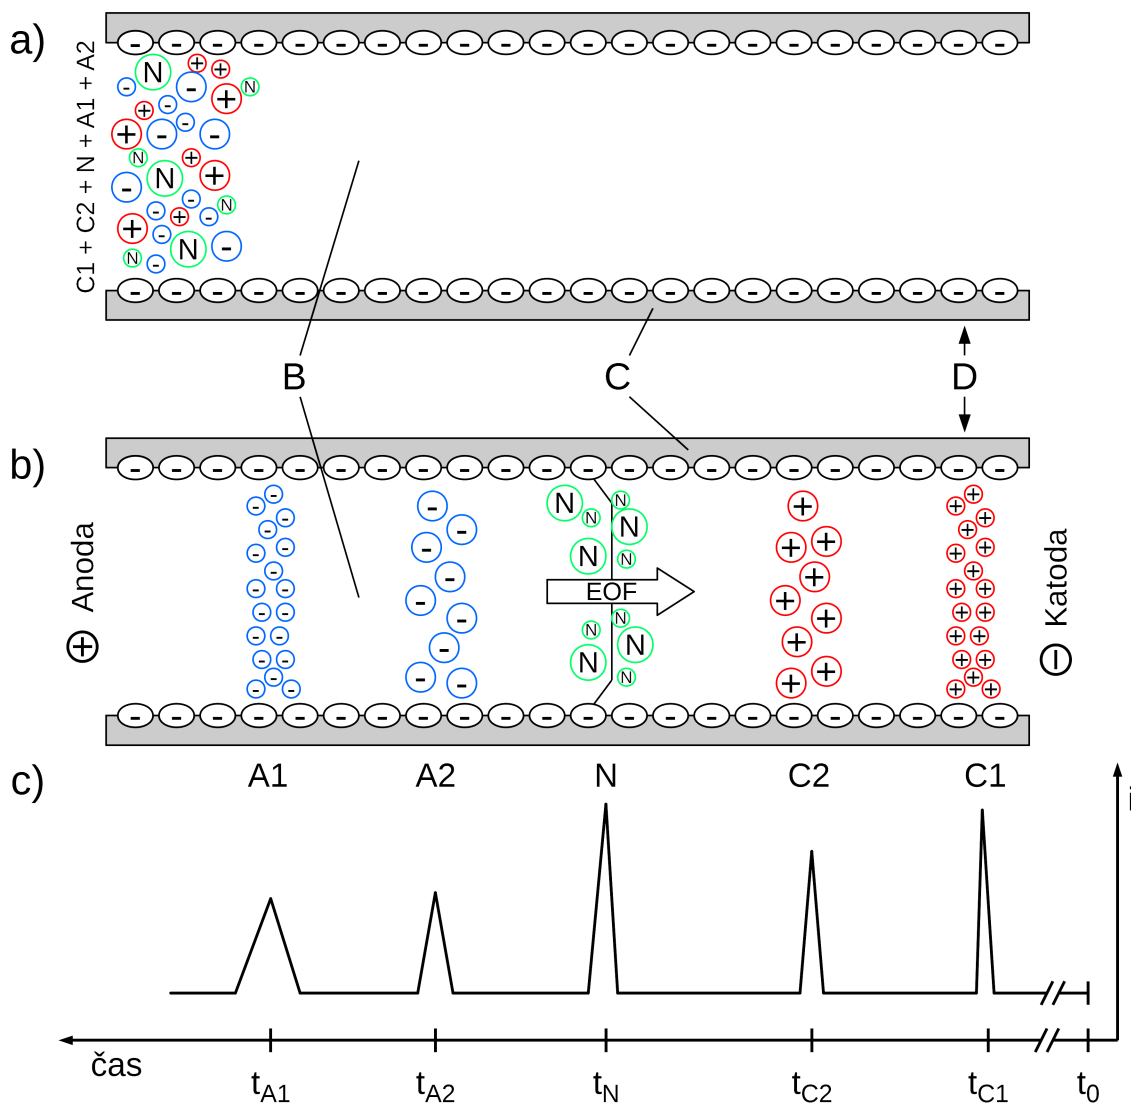 a)
C1 + C2 + N + A1 + A2
- - - - - - - - - - - - - - - - - - - - - -
N + + - - N + + - - + - - N + - N + - - - N + - + - N - N -
- - - - - - - - - - - - - - - - - - - - - -
B C D
b)
- - - - - - - - - - - - - - - - - - - - - -
Anoda
+
N N N N N N
EOF
N N N N N N
Katoda
-
- - - - - - - - - - - - - - - - - - - - - -
c)
A1 A2 N C2 C1
i
čas
tA1 tA2 tN tC2 tC1 t0